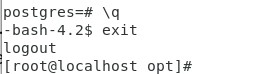 postgres=# \q
-bash-4.2$ exit
logout
[root@localhost opt]#